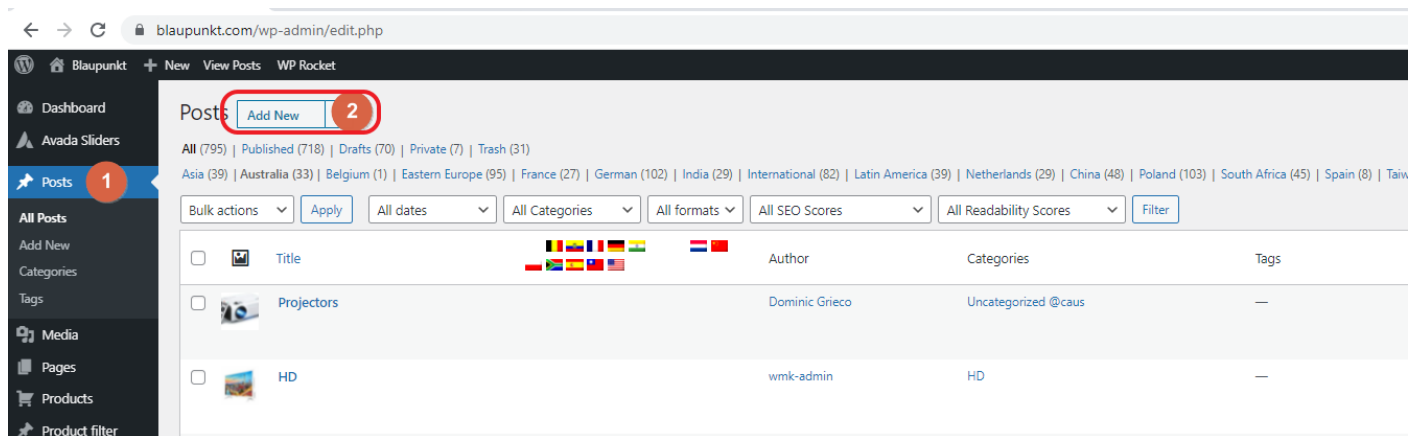 blaupunkt.com/wp-admin/edit.php
Blaupunkt + New View Posts WP Rocket
Dashboard
Avada Sliders
Posts 1
All Posts
Add New
Categories
Tags
Media
Pages
Products
Product filter
Posts Add New 2
All (795) | Published (718) | Drafts (70) | Private (7) | Trash (31)
Asia (39) | Australia (33) | Belgium (1) | Eastern Europe (95) | France (27) | German (102) | India (29) | International (82) | Latin America (39) | Netherlands (29) | China (48) | Poland (103) | South Africa (45) | Spain (8) | Taiw
Bulk actions Apply All dates All Categories All formats All SEO Scores All Readability Scores Filter
Title Author Categories Tags
Projectors Dominic Grieco Uncategorized @caus —
HD wmk-admin HD —